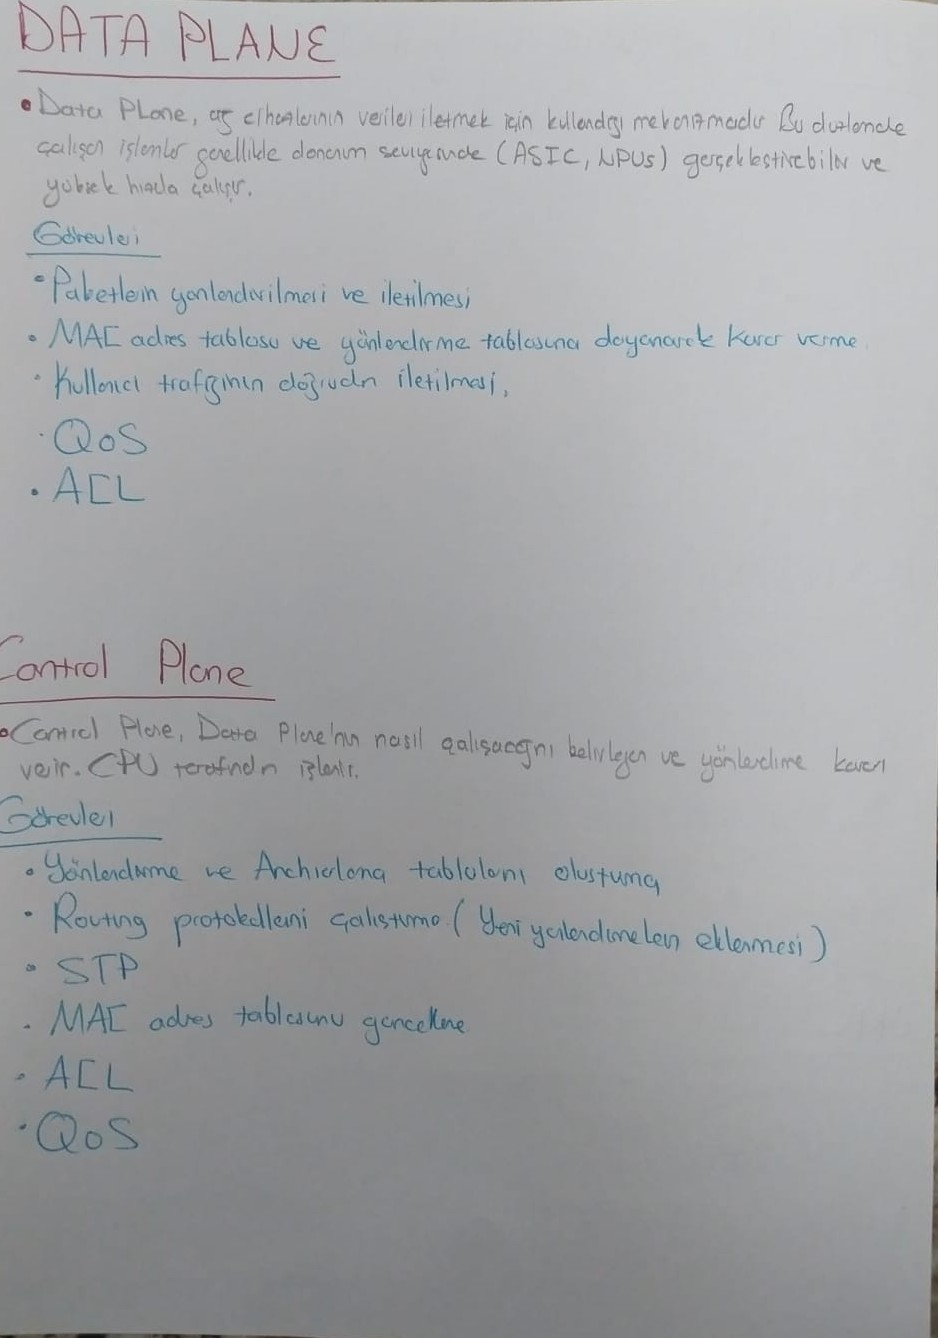 DATA PLANE
• Data Plane, ağ cihazlarının verileri iletmek için kullandığı mekanizmadır Bu düzlemde
çalışan işlemler genellikle donanım seviyesinde (ASIC, NPUs) gerçekleştirebilir ve
yüksek hızda çalışır.
Görevleri
• Paketlerin yönlendirilmesi ve iletilmesi
• MAC adres tablosu ve yönlendirme tablosuna dayanarak karar verme.
• Kullanıcı trafiğinin doğrudan iletilmesi.
• QoS
• ACL
Control Plane
• Control Plane, Data Plane'nın nasıl çalışacağını belirleyen ve yönlendirme kararı
verir. CPU tarafından işlenir.
Görevleri
• Yönlendirme ve Anahtarlama tablolarını oluşturma
• Routing protokollerini çalıştırma. (Yeni yönlendirmelerin eklenmesi)
• STP
• MAC adres tablosunu güncelleme
• ACL
• QoS